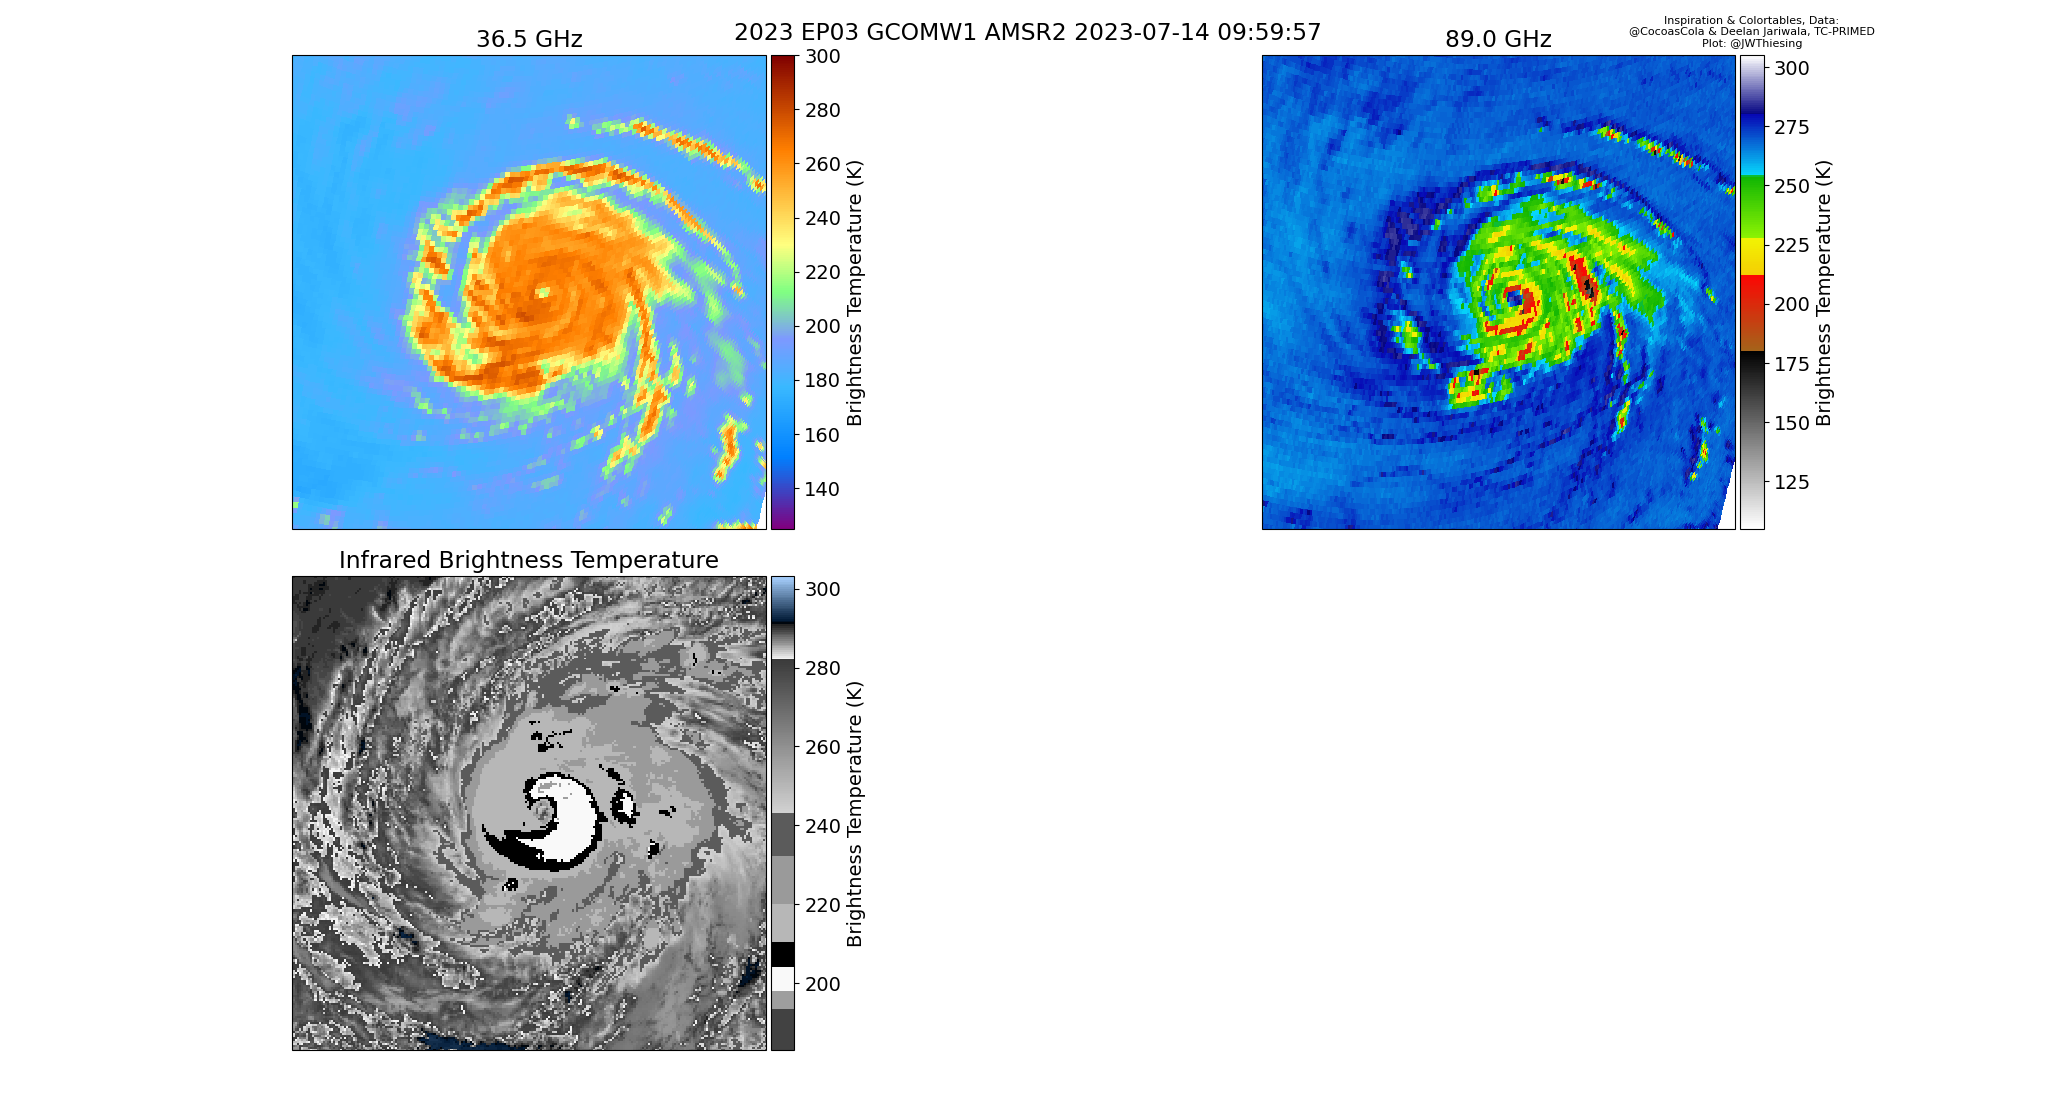 2023 EP03 GCOMW1 AMSR2 2023-07-14 09:59:57
Inspiration & Colortables, Data:
@CocoasCola & Deelan Jariwala, TC-PRIMED
Plot: @JWThiesing
36.5 GHz
300
280
260
240
220
200
180
160
140
Brightness Temperature (K)
89.0 GHz
300
275
250
225
200
175
150
125
Brightness Temperature (K)
Infrared Brightness Temperature
300
280
260
240
220
200
Brightness Temperature (K)